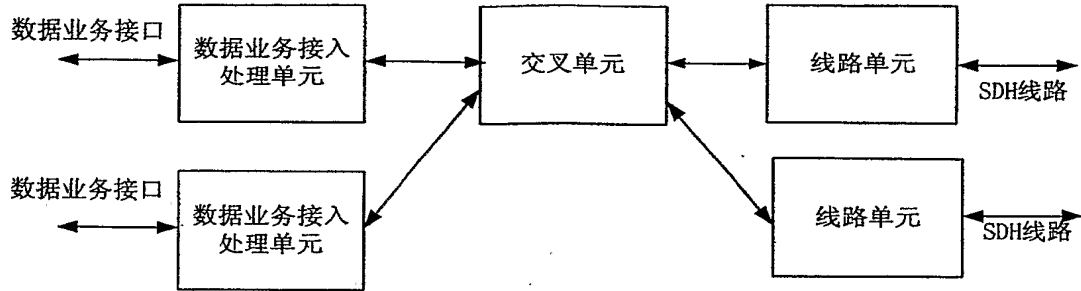 数据业务接口
数据业务接入
处理单元
交叉单元
线路单元
SDH线路
数据业务接口
数据业务接入
处理单元
线路单元
SDH线路